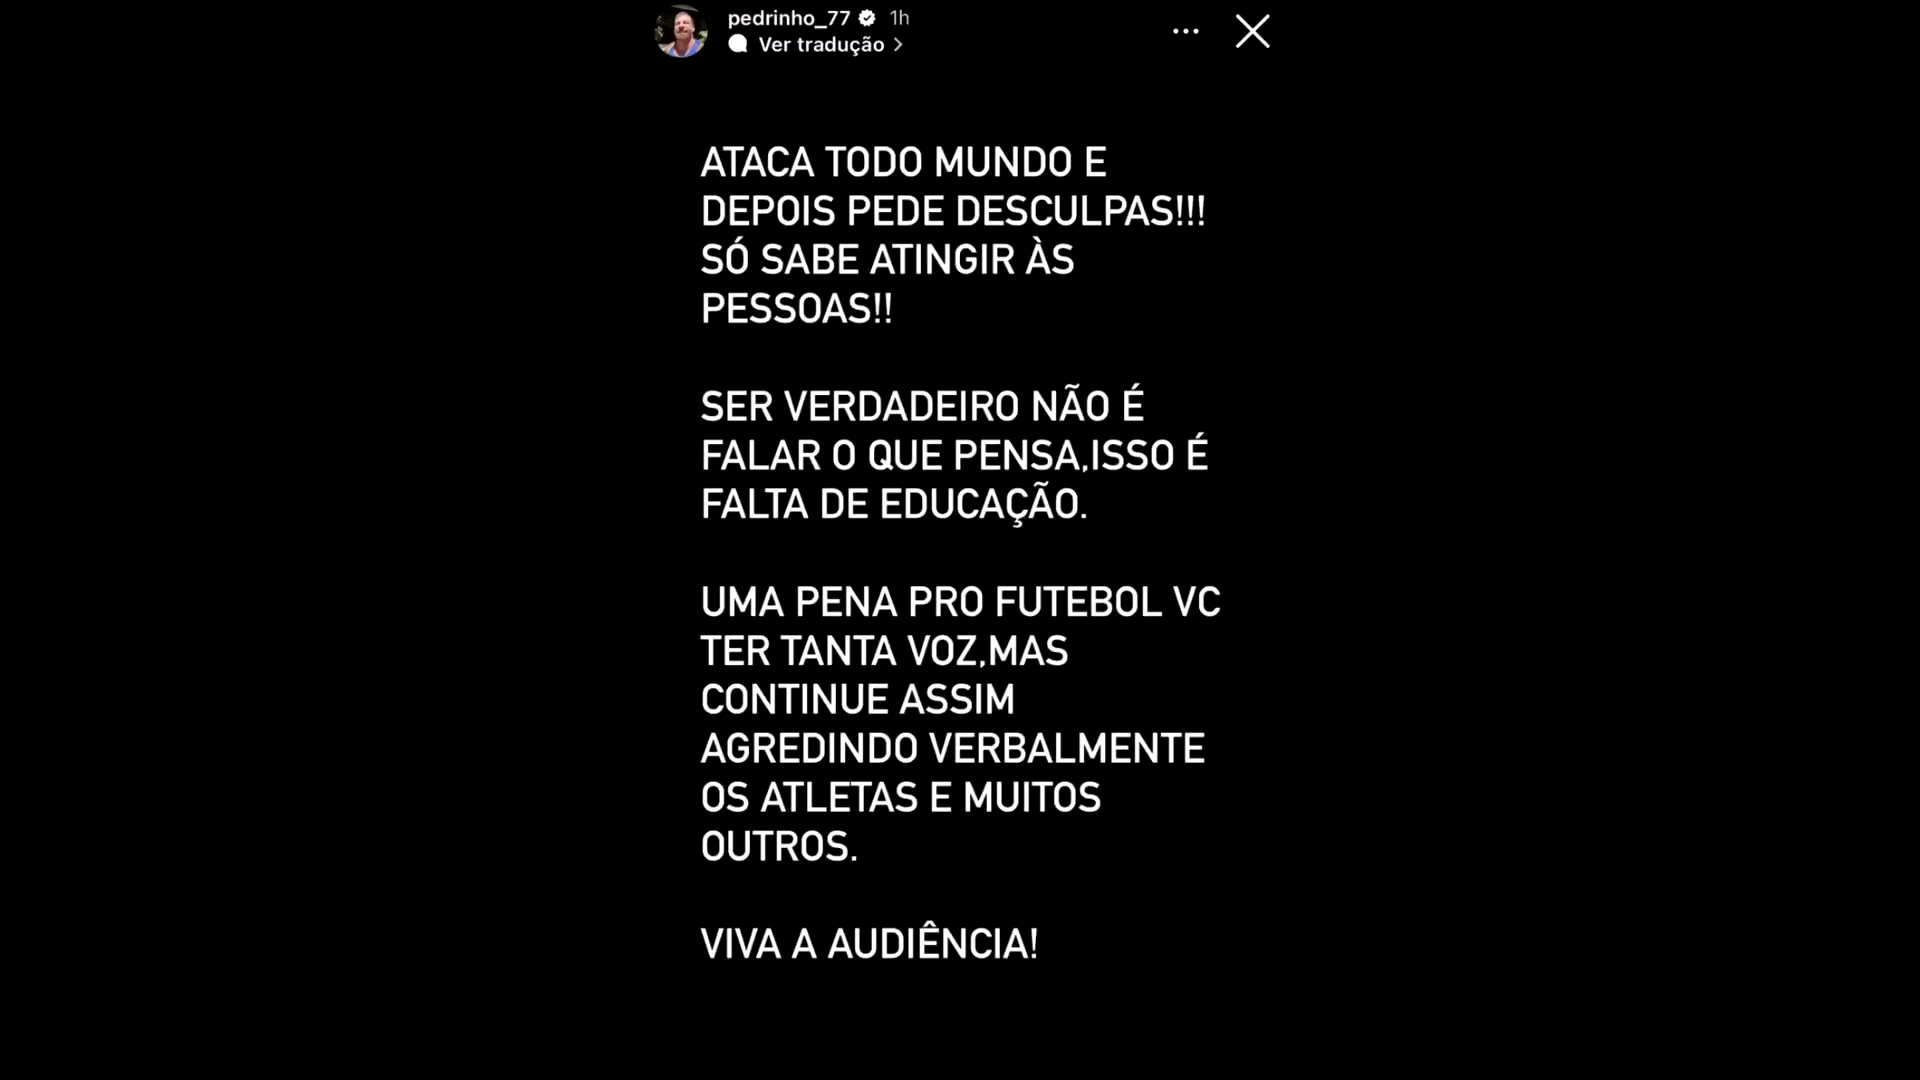 pedrinho_77 1h
Ver tradução >
ATACA TODO MUNDO E
DEPOIS PEDE DESCULPAS!!!
SÓ SABE ATINGIR ÀS
PESSOAS!!
SER VERDADEIRO NÃO É
FALAR O QUE PENSA,ISSO É
FALTA DE EDUCAÇÃO.
UMA PENA PRO FUTEBOL VC
TER TANTA VOZ,MAS
CONTINUE ASSIM
AGREDINDO VERBALMENTE
OS ATLETAS E MUITOS
OUTROS.
VIVA A AUDIÊNCIA!